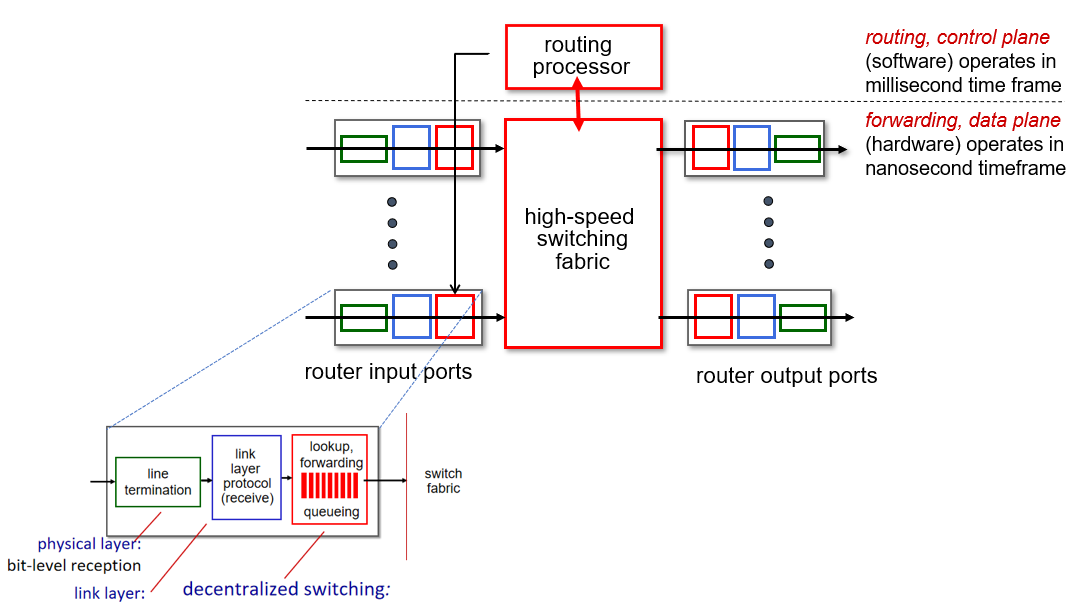 routing
processor
routing, control plane
(software) operates in
millisecond time frame
forwarding, data plane
(hardware) operates in
nanosecond timeframe
high-speed
switching
fabric
router input ports
router output ports
line
termination
link
layer
protocol
(receive)
lookup,
forwarding
queueing
switch
fabric
physical layer:
bit-level reception
link layer:
decentralized switching: